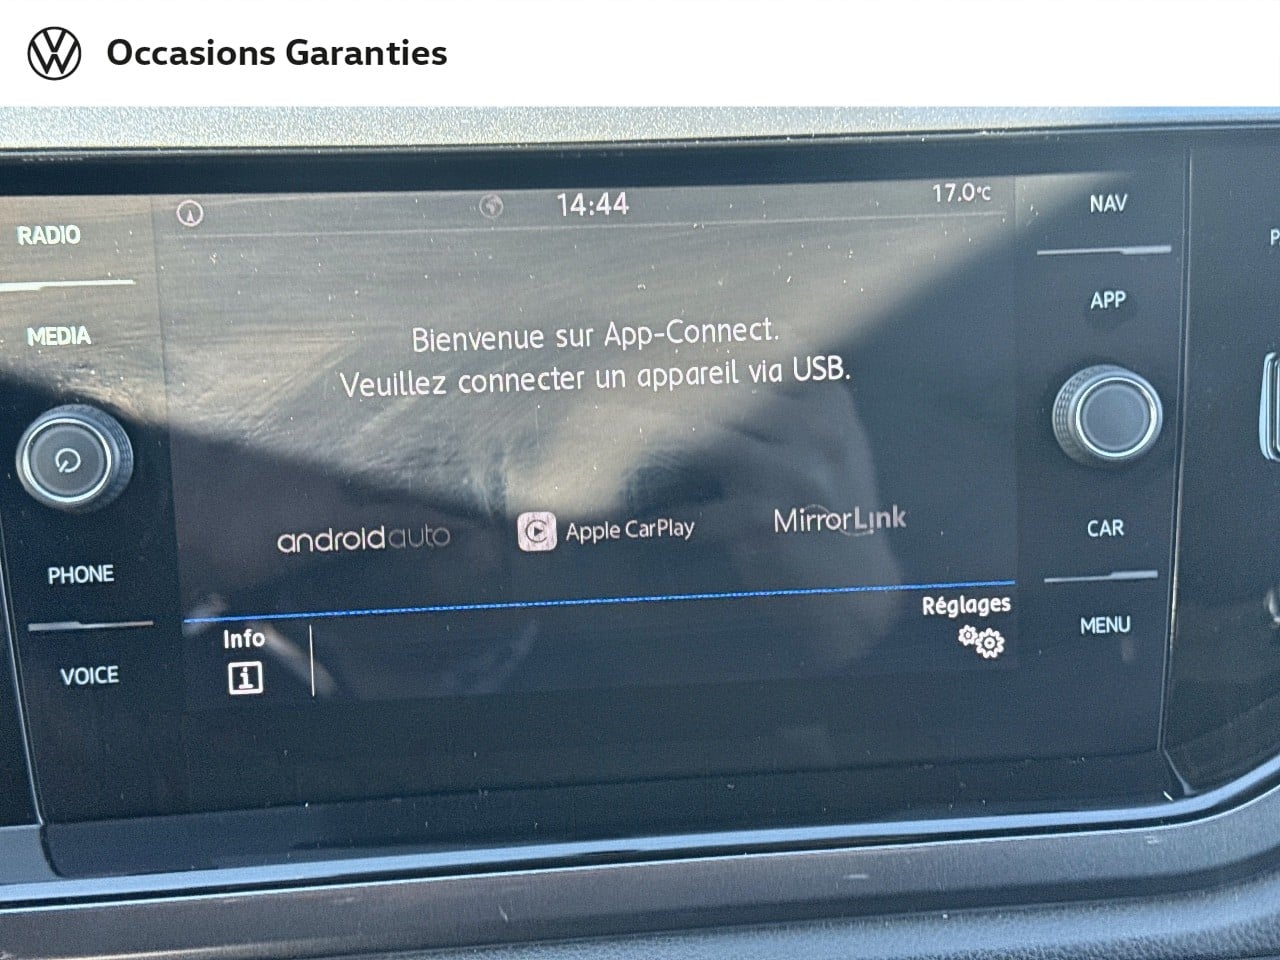 Occasions Garanties
14:44
17.0°C
RADIO
MEDIA
PHONE
VOICE
Bienvenue sur App-Connect.
Veuillez connecter un appareil via USB.
androidauto
Apple CarPlay
MirrorLink
Info
i
Réglages
NAV
APP
CAR
MENU
P